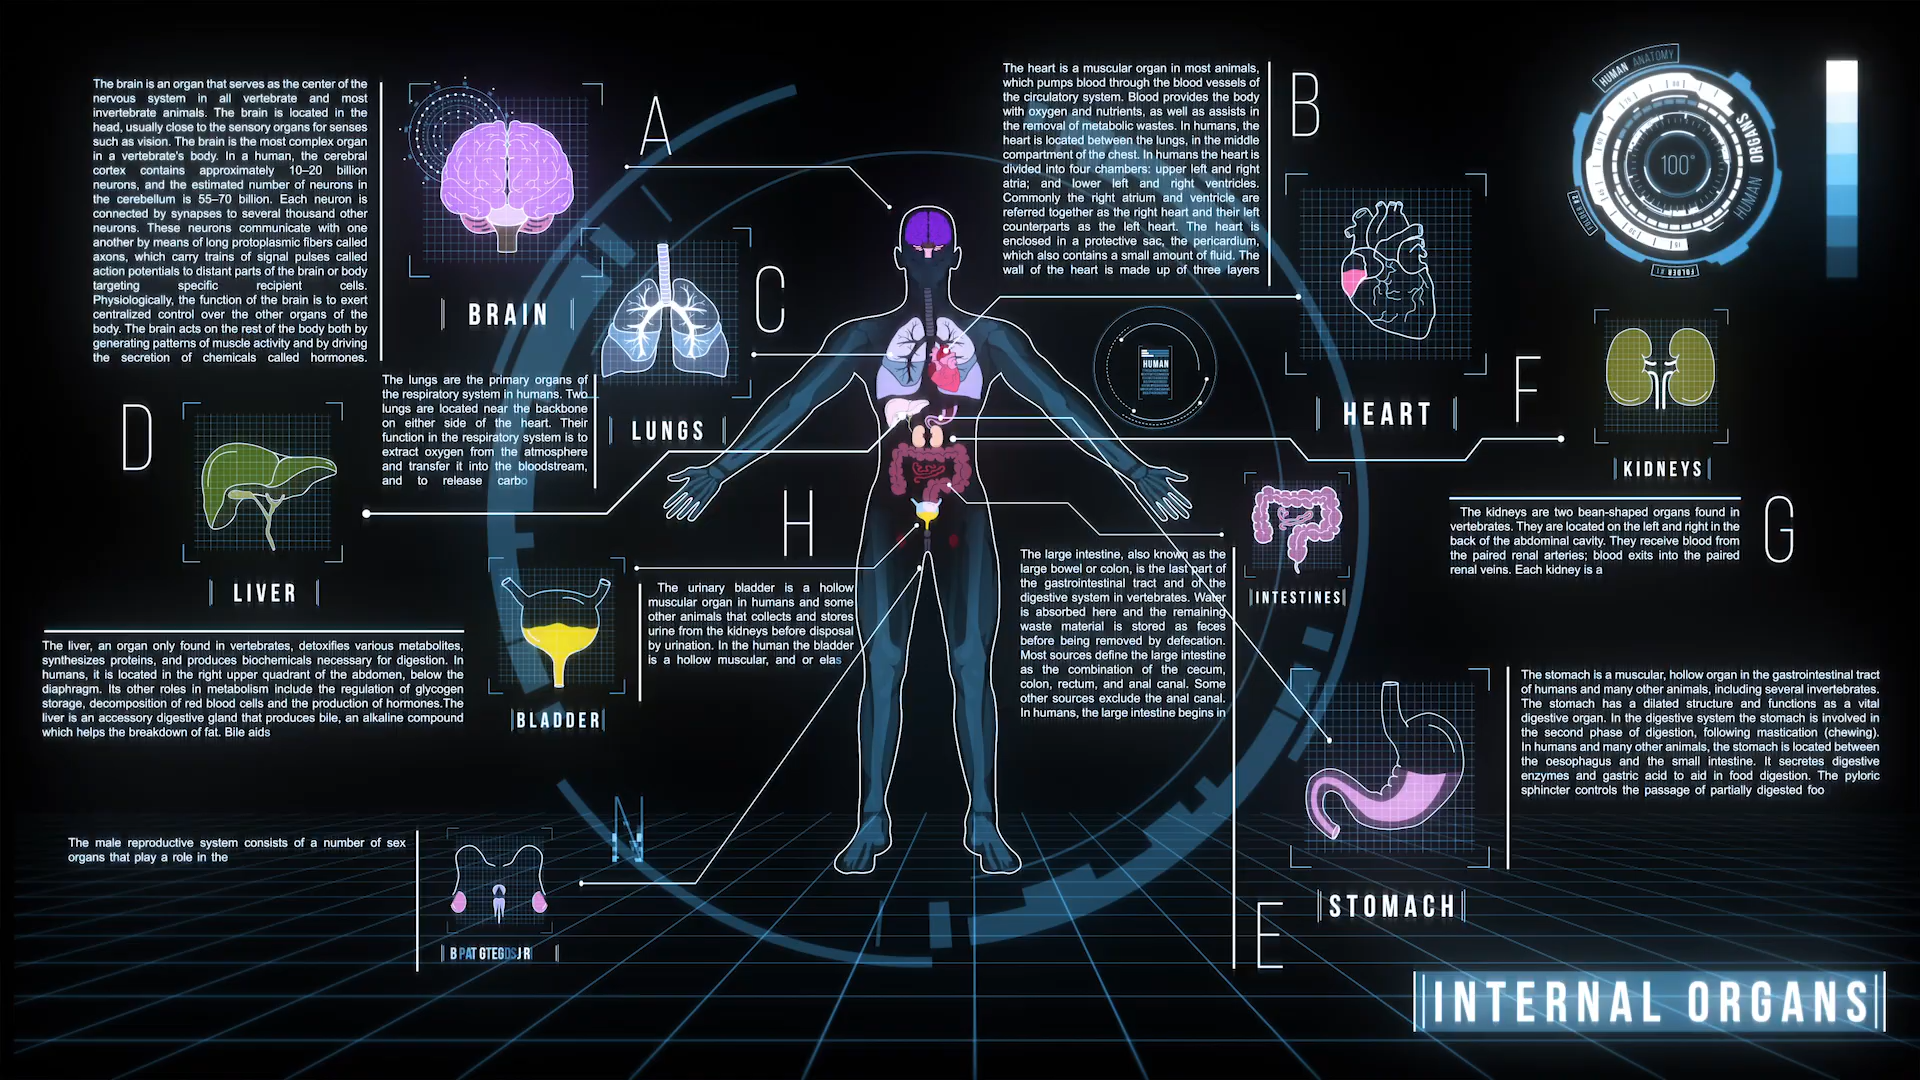 The brain is an organ that serves as the center of the
nervous system in all vertebrate and most
invertebrate animals. The brain is located in the
head, usually close to the sensory organs for senses
such as vision. The brain is the most complex organ
in a vertebrate's body. In a human, the cerebral
cortex contains approximately 10–20 billion
neurons, and the estimated number of neurons in
the cerebellum is 55–70 billion. Each neuron is
connected by synapses to several thousand other
neurons. These neurons communicate with one
another by means of long protoplasmic fibers called
axons, which carry trains of signal pulses called
action potentials to distant parts of the brain or body
targeting specific recipient cells.
Physiologically, the function of the brain is to exert
centralized control over the other organs of the
body. The brain acts on the rest of the body both by
generating patterns of muscle activity and by driving
the secretion of chemicals called hormones.
A
BRAIN
The heart is a muscular organ in most animals,
which pumps blood through the blood vessels of
the circulatory system. Blood provides the body
with oxygen and nutrients, as well as assists in
the removal of metabolic wastes. In humans, the
heart is located between the lungs, in the middle
compartment of the chest. In humans the heart is
divided into four chambers: upper left and right
atria; and lower left and right ventricles.
Commonly the right atrium and ventricle are
referred together as the right heart and their left
counterparts as the left heart. The heart is
enclosed in a protective sac, the pericardium,
which also contains a small amount of fluid. The
wall of the heart is made up of three layers
B
HEART
HUMAN ANATOMY
HUMAN ORGANS
100°
FOLDER #2
FOLDER #1
HUMAN
C
The lungs are the primary organs of
the respiratory system in humans. Two
lungs are located near the backbone
on either side of the heart. Their
function in the respiratory system is to
extract oxygen from the atmosphere
and transfer it into the bloodstream,
and to release carbo
LUNGS
D
LIVER
The liver, an organ only found in vertebrates, detoxifies various metabolites,
synthesizes proteins, and produces biochemicals necessary for digestion. In
humans, it is located in the right upper quadrant of the abdomen, below the
diaphragm. Its other roles in metabolism include the regulation of glycogen
storage, decomposition of red blood cells and the production of hormones.The
liver is an accessory digestive gland that produces bile, an alkaline compound
which helps the breakdown of fat. Bile aids
F
KIDNEYS
The kidneys are two bean-shaped organs found in
vertebrates. They are located on the left and right in the
back of the abdominal cavity. They receive blood from
the paired renal arteries; blood exits into the paired
renal veins. Each kidney is a
G
H
BLADDER
The urinary bladder is a hollow
muscular organ in humans and some
other animals that collects and stores
urine from the kidneys before disposal
by urination. In the human the bladder
is a hollow muscular, and or elas
The large intestine, also known as the
large bowel or colon, is the last part of
the gastrointestinal tract and of the
digestive system in vertebrates. Water
is absorbed here and the remaining
waste material is stored as feces
before being removed by defecation.
Most sources define the large intestine
as the combination of the cecum,
colon, rectum, and anal canal. Some
other sources exclude the anal canal.
In humans, the large intestine begins in
INTESTINES
The stomach is a muscular, hollow organ in the gastrointestinal tract
of humans and many other animals, including several invertebrates.
The stomach has a dilated structure and functions as a vital
digestive organ. In the digestive system the stomach is involved in
the second phase of digestion, following mastication (chewing).
In humans and many other animals, the stomach is located between
the oesophagus and the small intestine. It secretes digestive
enzymes and gastric acid to aid in food digestion. The pyloric
sphincter controls the passage of partially digested foo
STOMACH
E
The male reproductive system consists of a number of sex
organs that play a role in the
N
INTERNAL ORGANS